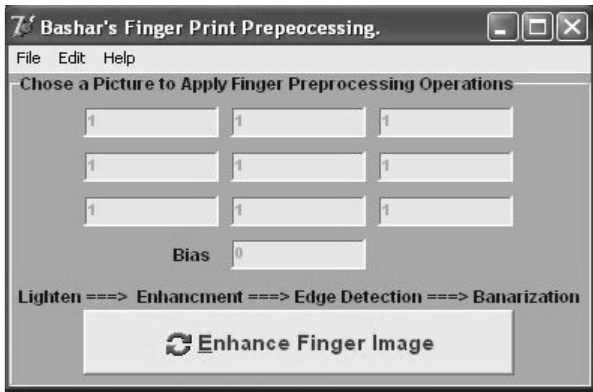 Bashar's Finger Print Prepeocessing.
File Edit Help
Chose a Picture to Apply Finger Preprocessing Operations
1 1 1
1 1 1
1 1 1
Bias 0
Lighten ===> Enhancment ===> Edge Detection ===> Banarization
Enhance Finger Image